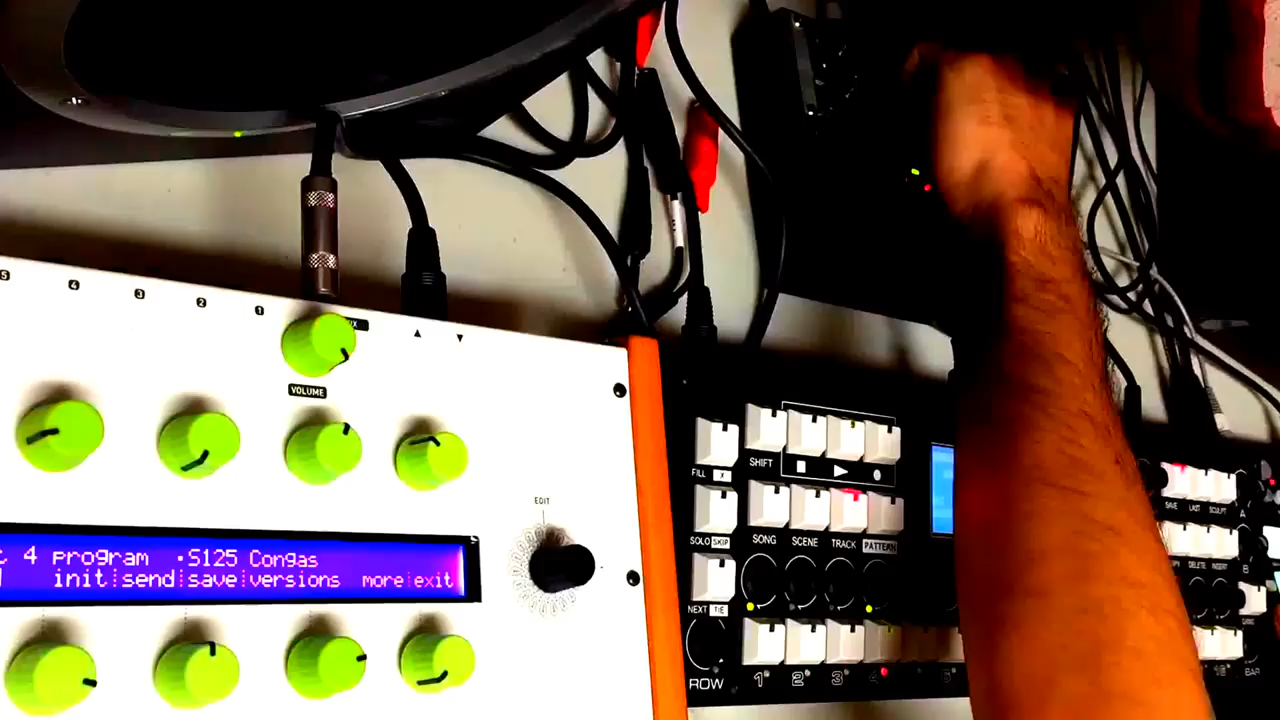 5 4 3 2 1
VOLUME
EDIT
4 program ·S125 Congas
init send save versions more exit
FILL X
SHIFT
SOLO SKIP
SONG SCENE TRACK PATTERN
NEXT TIE
ROW 1 2 3 4
SAVE LAST SCULPT
A
DELETE INSERT
B
BAR